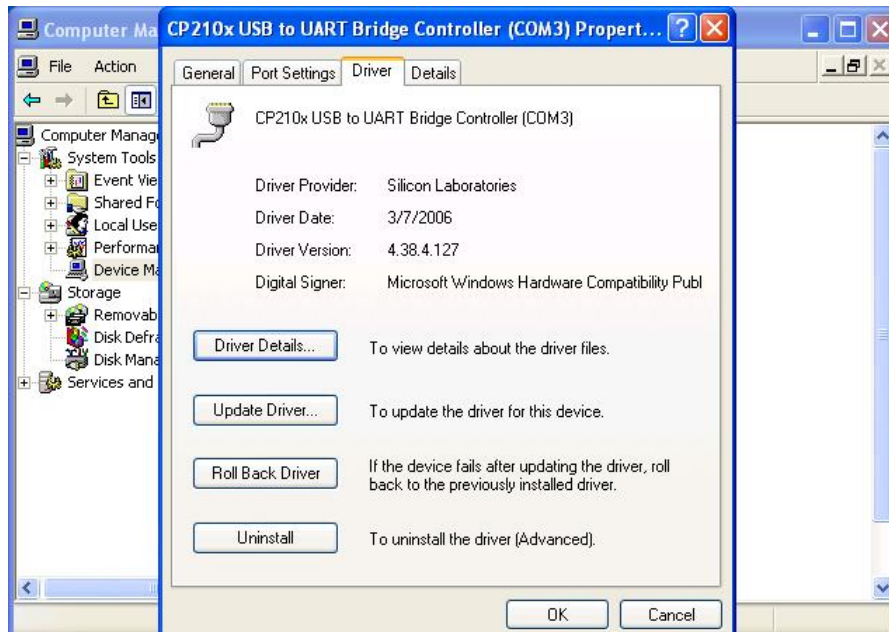 Computer Ma
File Action
Computer Manag
System Tools
Event Vie
Shared Fo
Local Use
Performa
Device Ma
Storage
Removab
Disk Defra
Disk Mana
Services and
CP210x USB to UART Bridge Controller (COM3) Propert...
General Port Settings Driver Details
CP210x USB to UART Bridge Controller (COM3)
Driver Provider: Silicon Laboratories
Driver Date: 3/7/2006
Driver Version: 4.38.4.127
Digital Signer: Microsoft Windows Hardware Compatibility Publ
Driver Details... To view details about the driver files.
Update Driver... To update the driver for this device.
Roll Back Driver If the device fails after updating the driver, roll
back to the previously installed driver.
Uninstall To uninstall the driver (Advanced).
OK Cancel